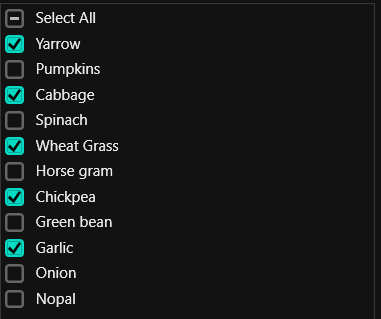 Select All
Yarrow
Pumpkins
Cabbage
Spinach
Wheat Grass
Horse gram
Chickpea
Green bean
Garlic
Onion
Nopal